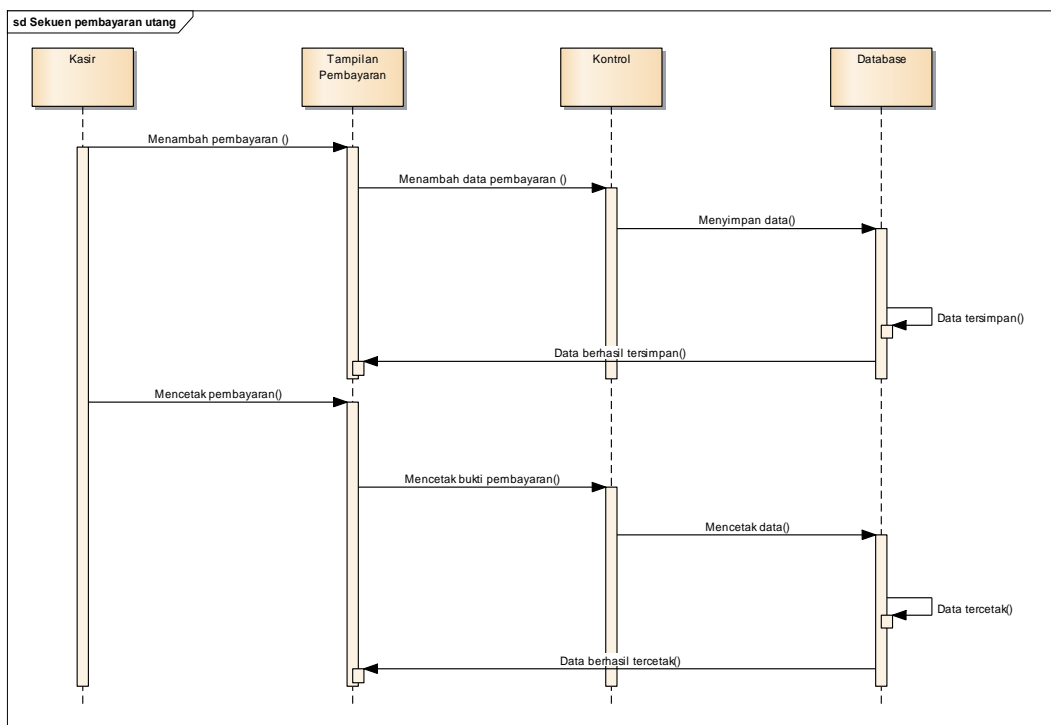 sd Sekuen pembayaran utang
Kasir
Tampilan
Pembayaran
Kontrol
Database
Menambah pembayaran ()
Menambah data pembayaran ()
Menyimpan data()
Data tersimpan()
Data berhasil tersimpan()
Mencetak pembayaran()
Mencetak bukti pembayaran()
Mencetak data()
Data tercetak()
Data berhasil tercetak()